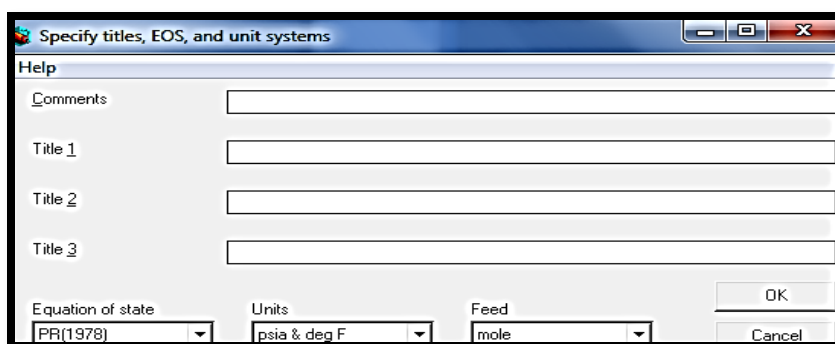 Specify titles, EOS, and unit systems
Help
Comments
Title 1
Title 2
Title 3
OK
Equation of state Units Feed
PR(1978) psia & deg F mole Cancel